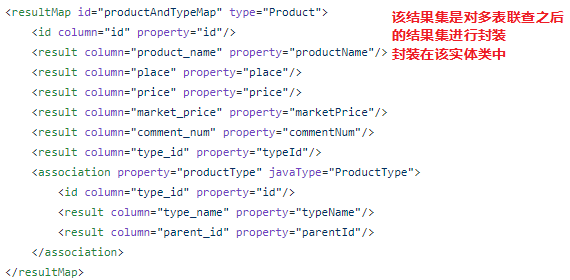 <resultMap id="productAndTypeMap" type="Product">
    <id column="id" property="id"/>
    <result column="product_name" property="productName"/>
    <result column="place" property="place"/>
    <result column="price" property="price"/>
    <result column="market_price" property="marketPrice"/>
    <result column="comment_num" property="commentNum"/>
    <result column="type_id" property="typeId"/>
    <association property="productType" javaType="ProductType">
        <id column="type_id" property="id"/>
        <result column="type_name" property="typeName"/>
        <result column="parent_id" property="parentId"/>
    </association>
</resultMap>
该结果集是对多表联查之后
的结果集进行封装
封装在该实体类中